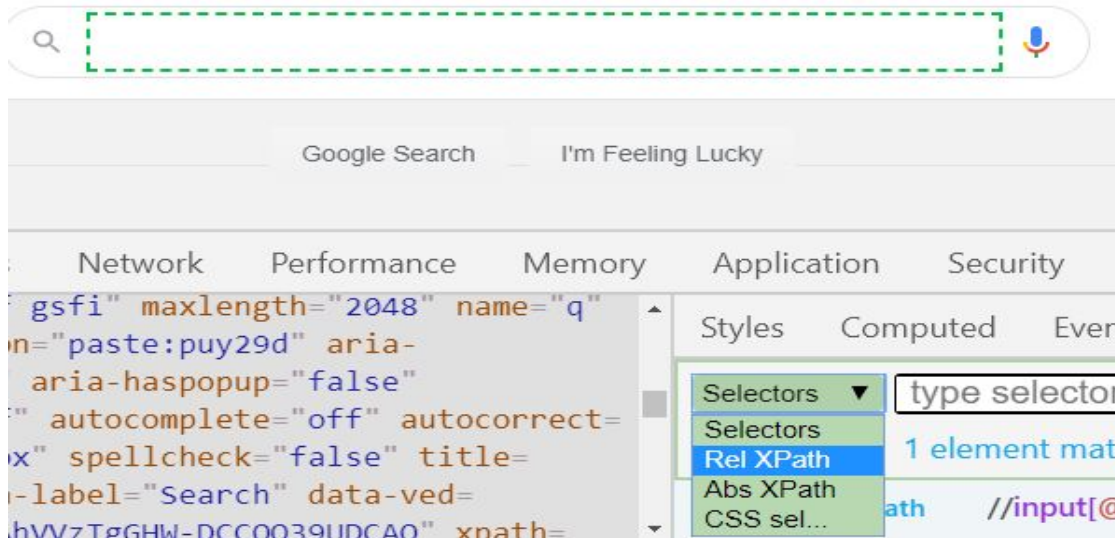 Google Search I'm Feeling Lucky
Network Performance Memory Application Security
gsfi" maxlength="2048" name="q"
="paste:puy29d" aria-
aria-haspopup="false"
" autocomplete="off" autocorrect=
x" spellcheck="false" title=
-label="Search" data-ved=
xpath=
Styles Computed Ever
Selectors ▼ type selector
Selectors
Rel XPath 1 element mat
Abs XPath
CSS sel... ath //input[@